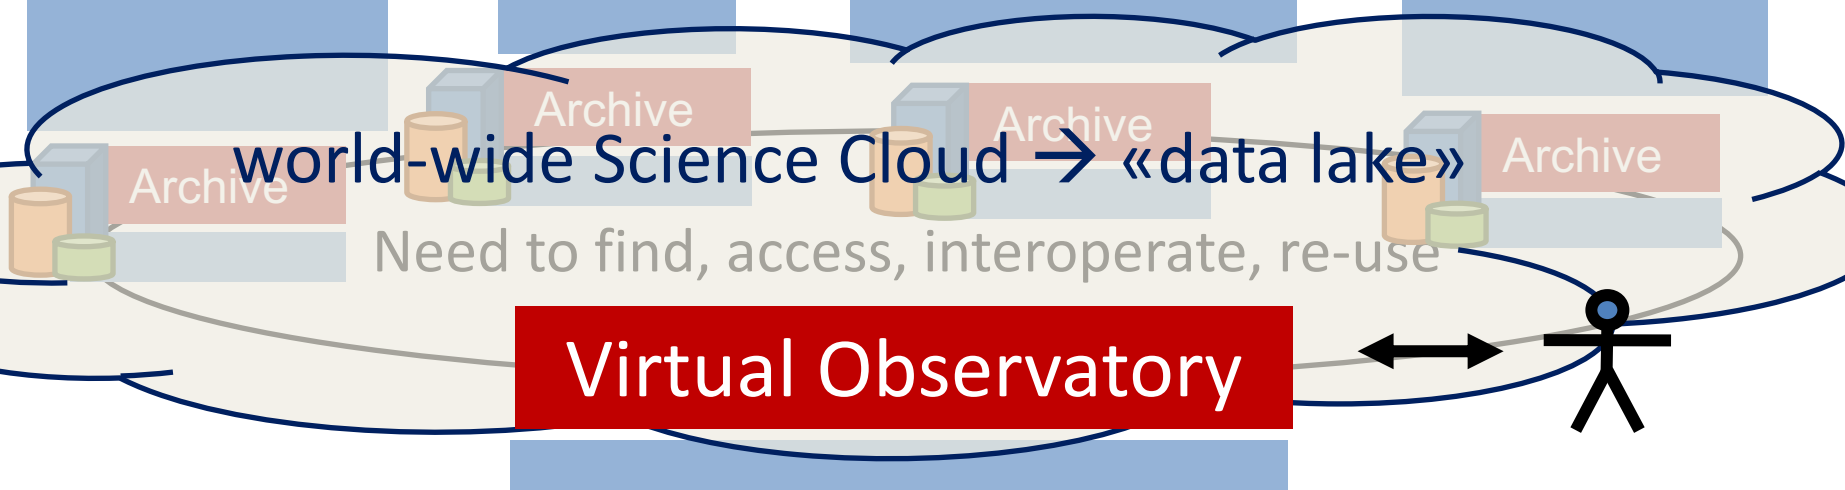 Archive
Archive
Archive
Archive
world-wide Science Cloud → «data lake»
Need to find, access, interoperate, re-use
Virtual Observatory